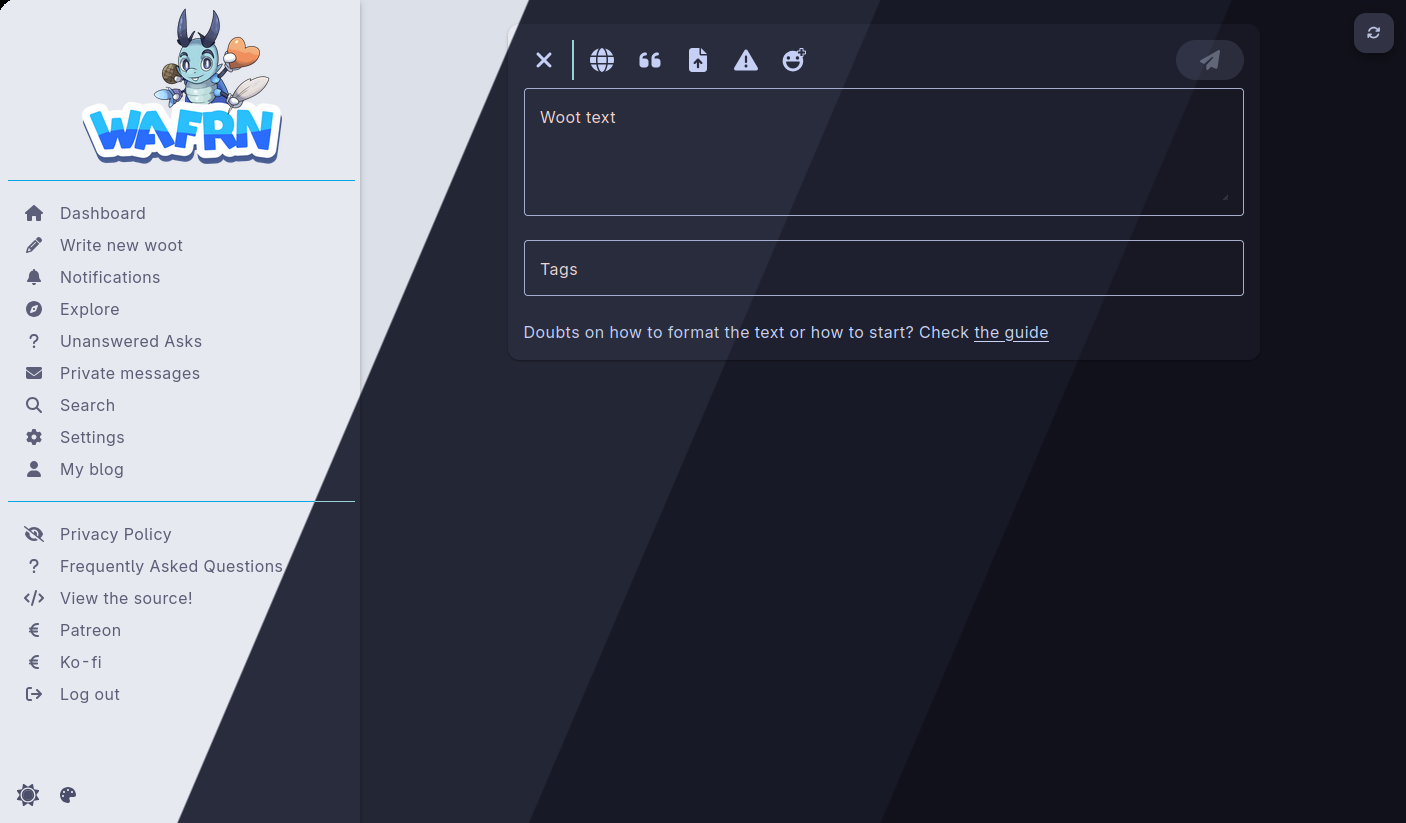 WAFRN
Dashboard
Write new woot
Notifications
Explore
Unanswered Asks
Private messages
Search
Settings
My blog
Privacy Policy
Frequently Asked Questions
View the source!
Patreon
Ko-fi
Log out
Woot text
Tags
Doubts on how to format the text or how to start? Check the guide